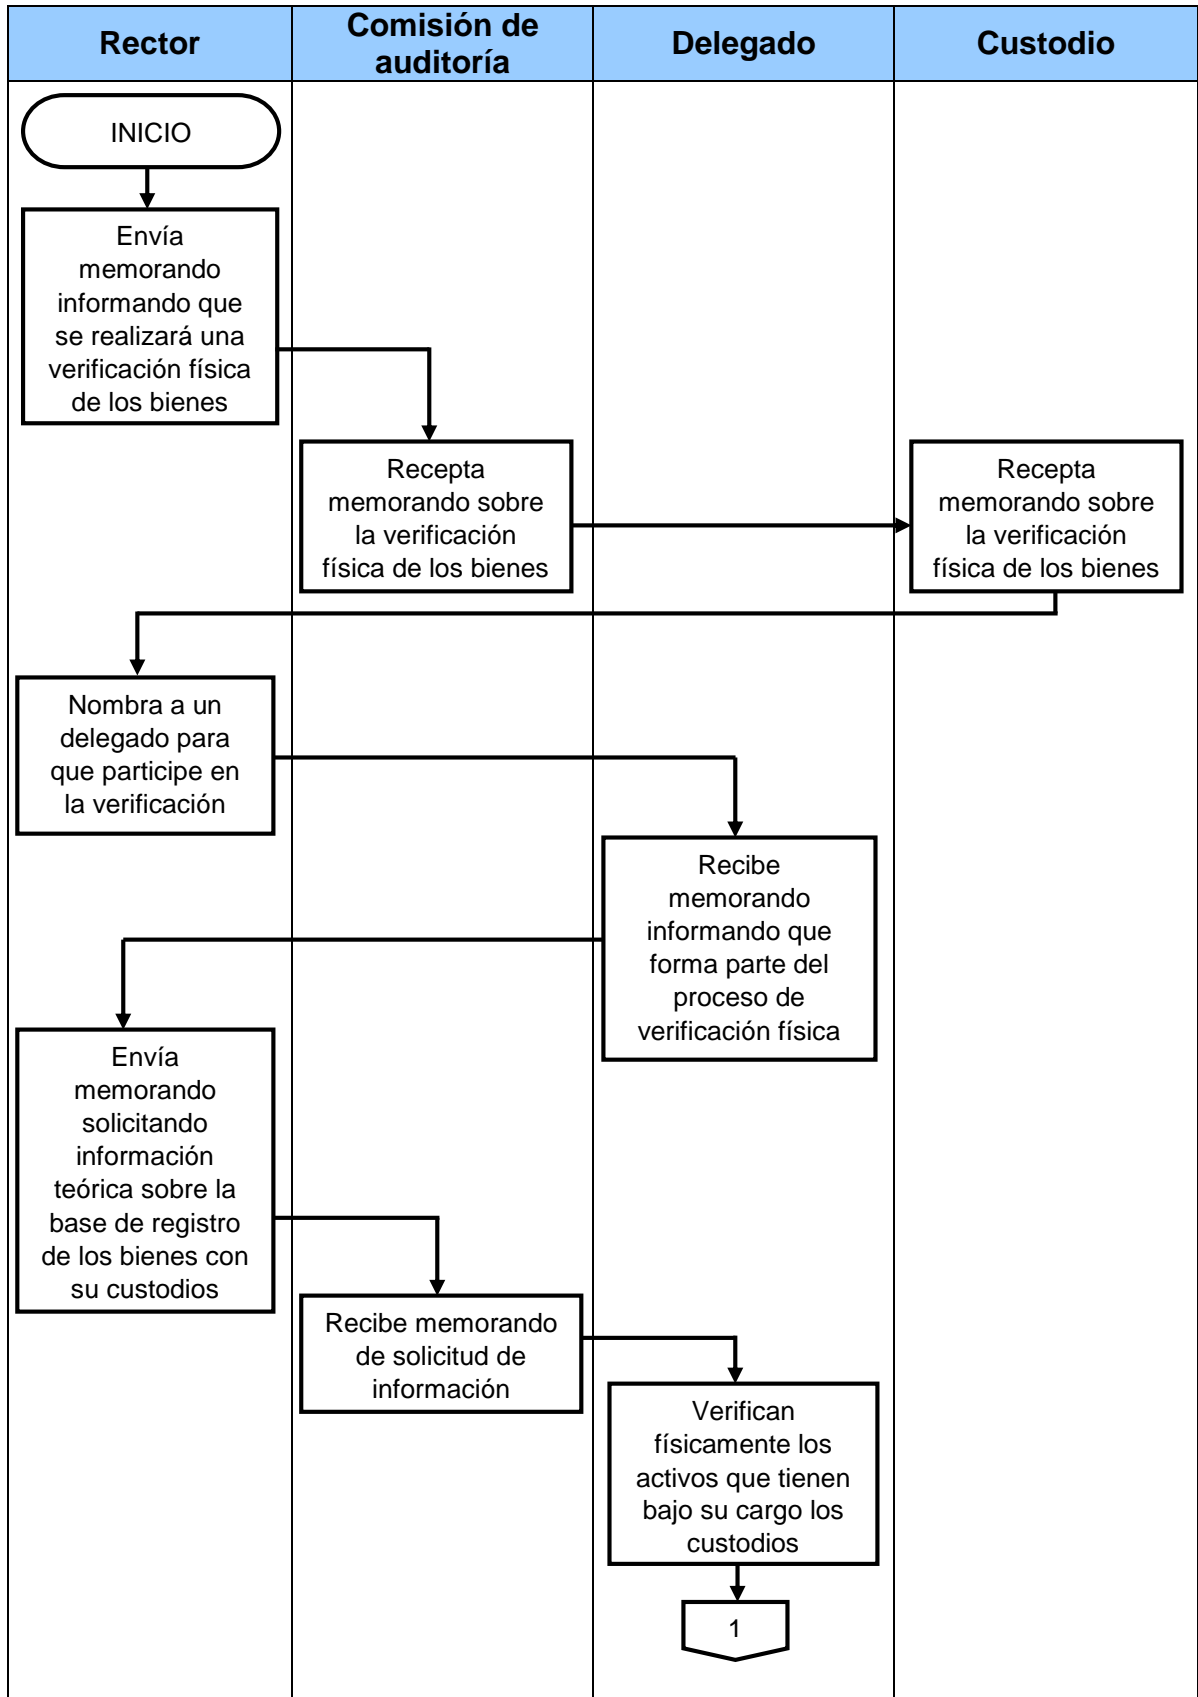 Rector
Comisión de
auditoría
Delegado
Custodio
INICIO
Envía
memorando
informando que
se realizará una
verificación física
de los bienes
Recepta
memorando sobre
la verificación
física de los bienes
Recepta
memorando sobre
la verificación
física de los bienes
Nombra a un
delegado para
que participe en
la verificación
Recibe
memorando
informando que
forma parte del
proceso de
verificación física
Envía
memorando
solicitando
información
teórica sobre la
base de registro
de los bienes con
su custodios
Recibe memorando
de solicitud de
información
Verifican
físicamente los
activos que tienen
bajo su cargo los
custodios
1